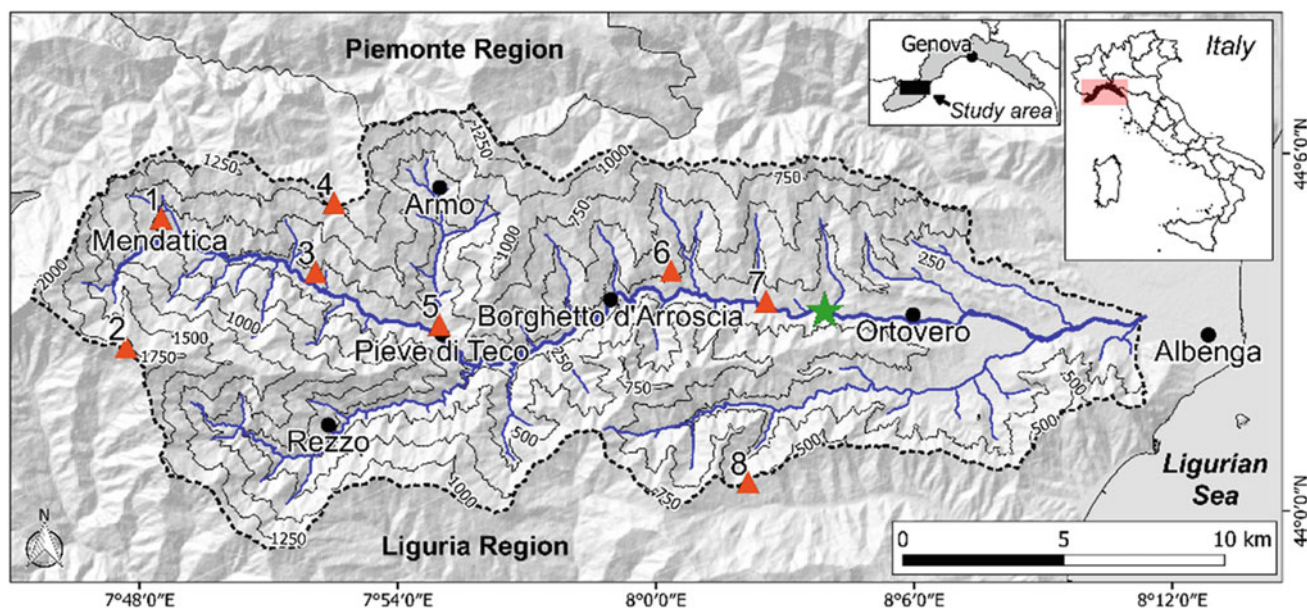 Piemonte Region
Genova
Study area
Italy
44°6'0"N
1250
1250
1000
750
4
1
Armo
750
1000
Mendatica
3
6
250
2000
7
5
Borghetto d'Arroscia
2
1000
1500
1750
Pieve di Teco
250
Ortovero
Albenga
750
500
Rezzo
500
500
500
8
1000
750
Ligurian
Sea
44°0'0"N
N
1250
Liguria Region
0 5 10 km
7°48'0"E 7°54'0"E 8°0'0"E 8°6'0"E 8°12'0"E